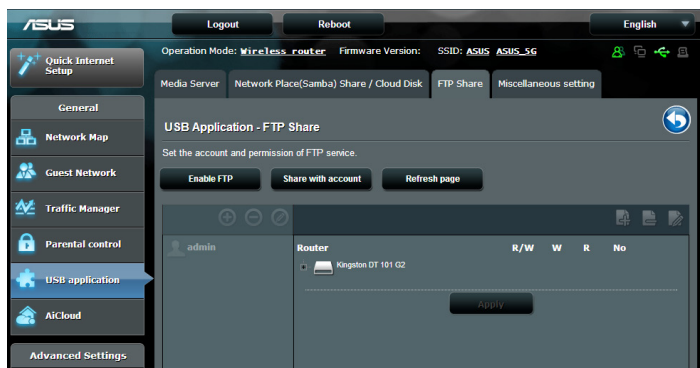 ASUS Logout Reboot English
Operation Mode: Wireless router Firmware Version: SSID: ASUS ASUS_5G
Quick Internet Setup
Media Server Network Place(Samba) Share / Cloud Disk FTP Share Miscellaneous setting
General
Network Map
Guest Network
Traffic Manager
Parental control
USB application
AiCloud
Advanced Settings
USB Application - FTP Share
Set the account and permission of FTP service.
Enable FTP Share with account Refresh page
admin Router R/W W R No
Kingston DT 101 G2
Apply